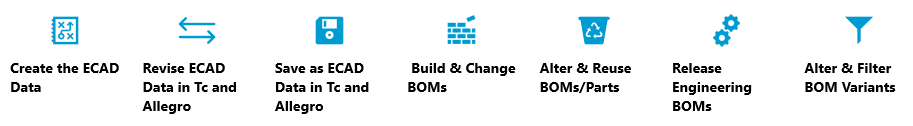 Create the ECAD
Data
Revise ECAD
Data in Tc and
Allegro
Save as ECAD
Data in Tc and
Allegro
Build & Change
BOMs
Alter & Reuse
BOMs/Parts
Release
Engineering
BOMs
Alter & Filter
BOM Variants